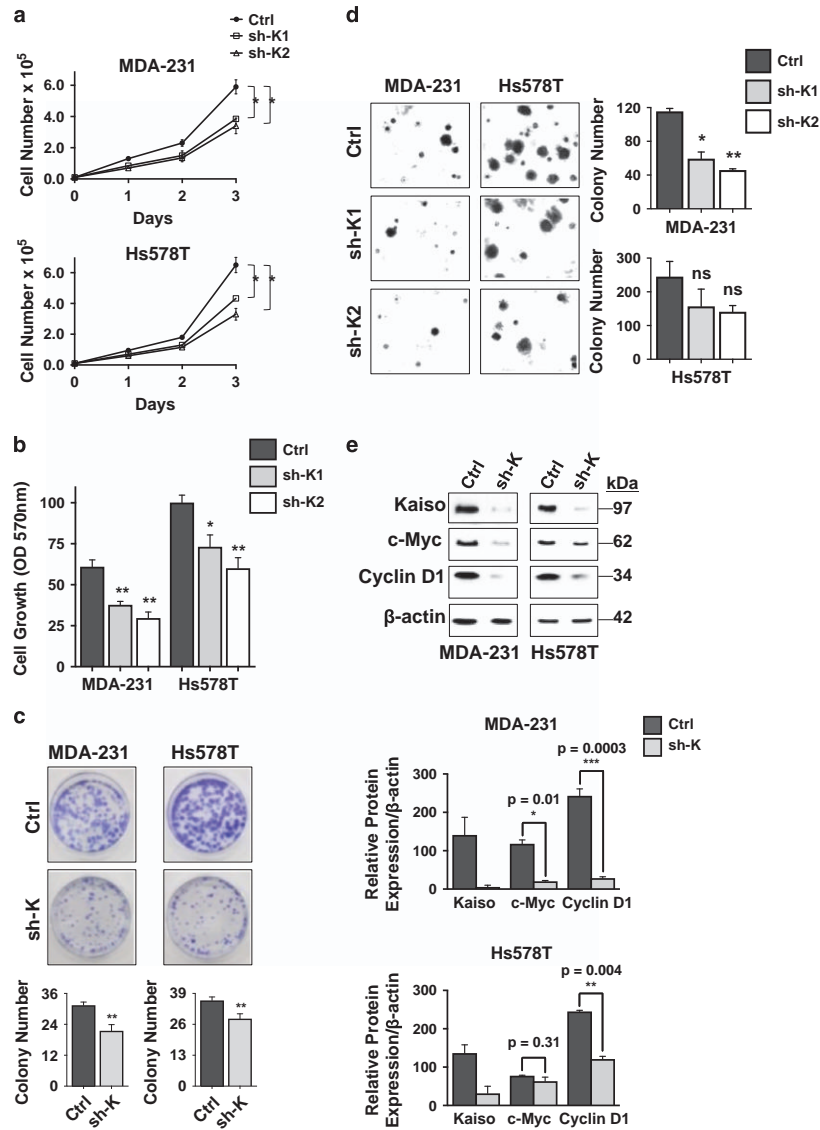 a
Ctrl
sh-K1
sh-K2
MDA-231
Cell Number x 10⁵
6.0
4.0
2.0
0.0
0 1 2 3
Days
* *
Hs578T
Cell Number x 10⁵
6.0
4.0
2.0
0.0
0 1 2 3
Days
* *
b
Ctrl
sh-K1
sh-K2
Cell Growth (OD 570nm)
100
75
50
25
0
** **
* **
MDA-231 Hs578T
c
MDA-231 Hs578T
Ctrl
sh-K
Colony Number
36
24
12
0
**
Ctrl sh-K
Colony Number
39
26
13
0
**
Ctrl sh-K
d
MDA-231 Hs578T
Ctrl
sh-K1
sh-K2
Ctrl
sh-K1
sh-K2
Colony Number
120
80
40
0
* **
MDA-231
Colony Number
300
200
100
0
ns ns
Hs578T
e
Ctrl sh-K Ctrl sh-K kDa
Kaiso 97
c-Myc 62
Cyclin D1 34
β-actin 42
MDA-231 Hs578T
MDA-231
Ctrl
sh-K
Relative Protein
Expression/β-actin
300
200
100
0
p = 0.01
*
p = 0.0003
***
Kaiso c-Myc Cyclin D1
Hs578T
Relative Protein
Expression/β-actin
300
200
100
0
p = 0.31
p = 0.004
**
Kaiso c-Myc Cyclin D1